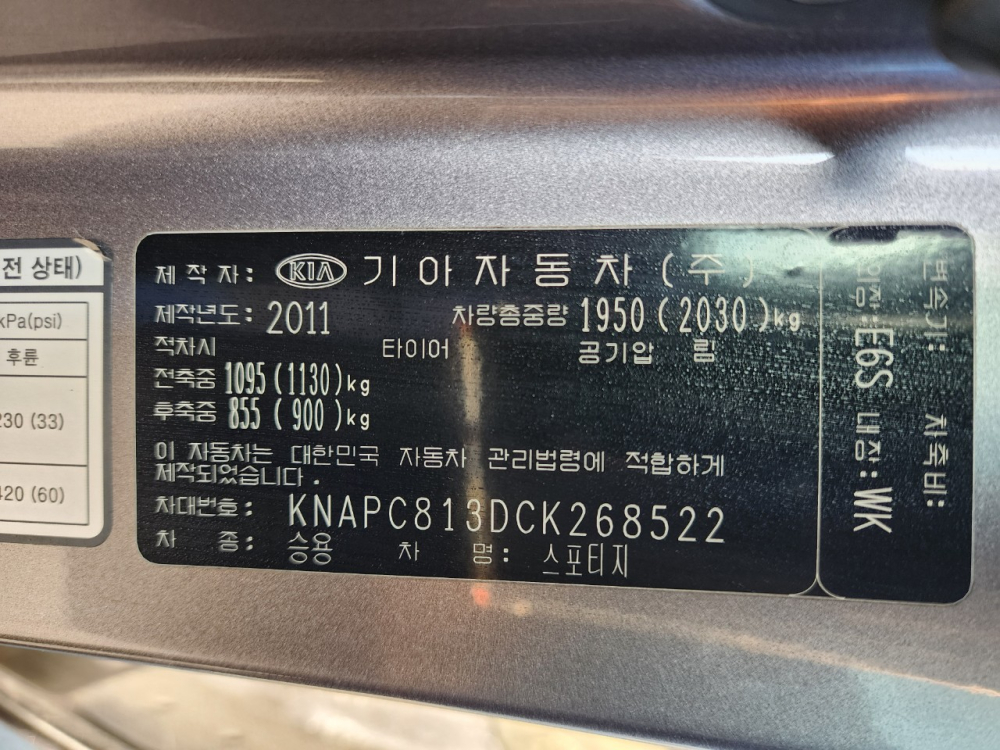 전 상태)
kPa(psi)
후륜
230 (33)
420 (60)
제 작 자: KIA 기 아 자 동 차 ( 주 )
제작년도: 2011 차량총중량 1950 ( 2030 )kg
적차시 타이어 공기압 림
전축중 1095 (1130)kg
후축중 855 ( 900 )kg
이 자동차는 대한민국 자동차 관리법령에 적합하게
제작되었습니다.
차대번호: KNAPC813DCK268522
차 종: 승용 차 명: 스포티지
변속기: 차축비:
외장:E6S 내장:WK